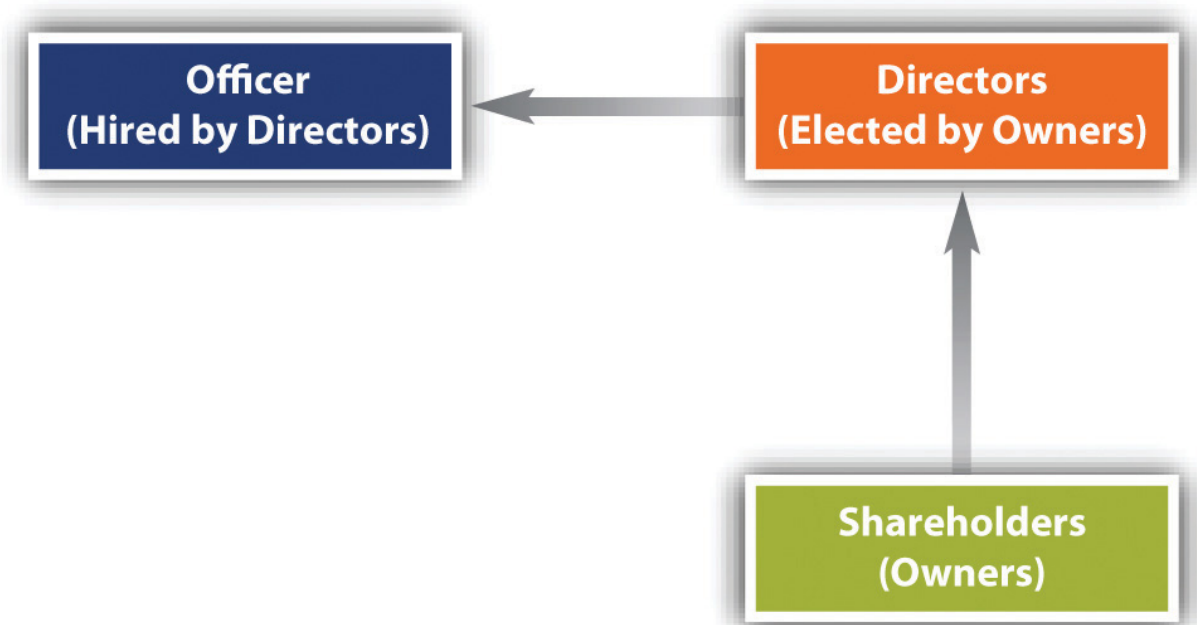 Officer
(Hired by Directors)
Directors
(Elected by Owners)
Shareholders
(Owners)